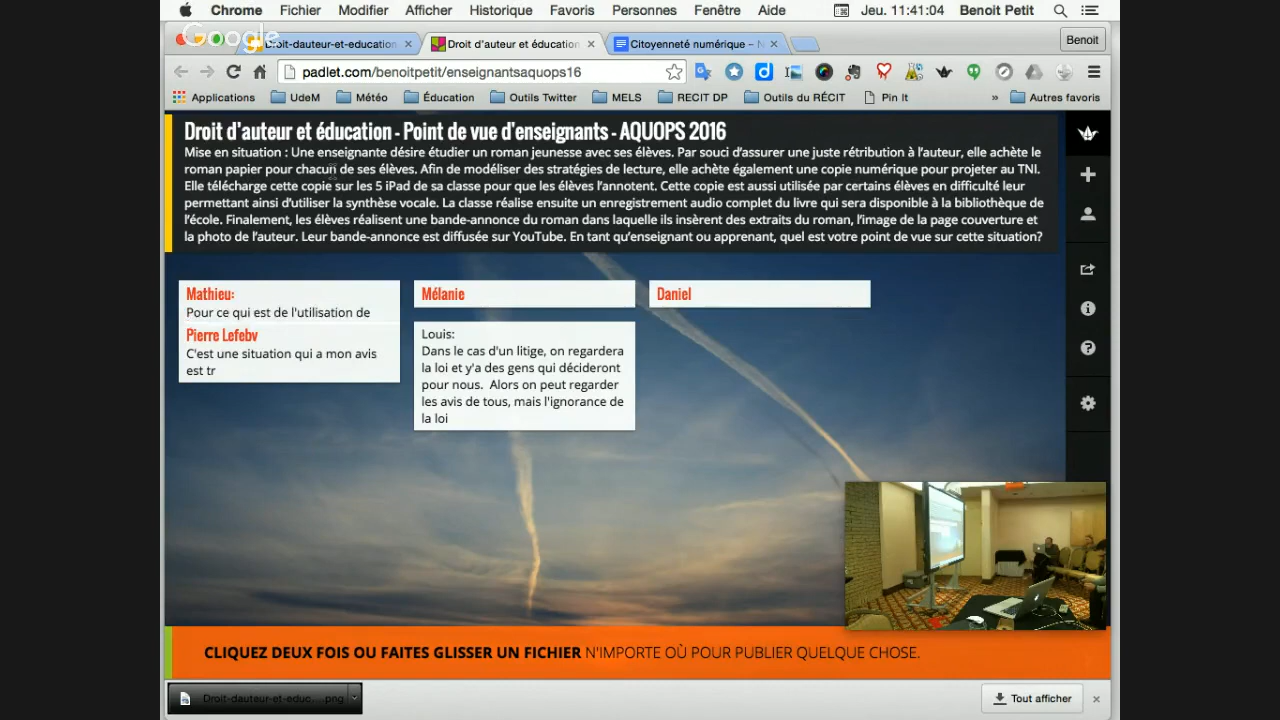 Chrome Fichier Modifier Afficher Historique Favoris Personnes Fenêtre Aide Jeu. 11:41:04 Benoit Petit
Google
Droit-dauteur-et-education
Droit d'auteur et éducation
Citoyenneté numérique – N
Benoit
padlet.com/benoitpetit/enseignantsaquops16
Applications UdeM Météo Éducation Outils Twitter MELS RECIT DP Outils du RÉCIT Pin It » Autres favoris
Droit d'auteur et éducation - Point de vue d'enseignants - AQUOPS 2016
Mise en situation : Une enseignante désire étudier un roman jeunesse avec ses élèves. Par souci d'assurer une juste rétribution à l'auteur, elle achète le
roman papier pour chacun de ses élèves. Afin de modéliser des stratégies de lecture, elle achète également une copie numérique pour projeter au TNI.
Elle télécharge cette copie sur les 5 iPad de sa classe pour que les élèves l'annotent. Cette copie est aussi utilisée par certains élèves en difficulté leur
permettant ainsi d'utiliser la synthèse vocale. La classe réalise ensuite un enregistrement audio complet du livre qui sera disponible à la bibliothèque de
l'école. Finalement, les élèves réalisent une bande-annonce du roman dans laquelle ils insèrent des extraits du roman, l'image de la page couverture et
la photo de l'auteur. Leur bande-annonce est diffusée sur YouTube. En tant qu'enseignant ou apprenant, quel est votre point de vue sur cette situation?
Mathieu:
Pour ce qui est de l'utilisation de
Pierre Lefebv
C'est une situation qui a mon avis
est tr
Mélanie
Louis:
Dans le cas d'un litige, on regardera
la loi et y'a des gens qui décideront
pour nous. Alors on peut regarder
les avis de tous, mais l'ignorance de
la loi
Daniel
CLIQUEZ DEUX FOIS OU FAITES GLISSER UN FICHIER N'IMPORTE OÙ POUR PUBLIER QUELQUE CHOSE.
Droit-dauteur-et-educ....png
Tout afficher